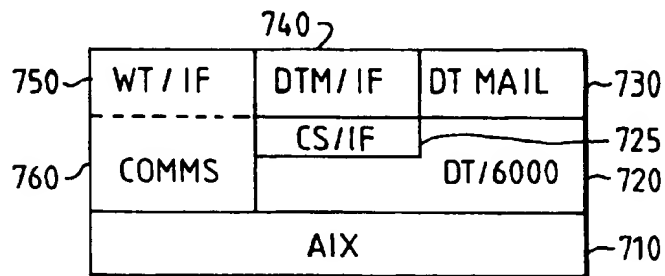 740
750 WT/IF DTM/IF DT MAIL 730
CS/IF 725
760 COMMS DT/6000 720
AIX 710